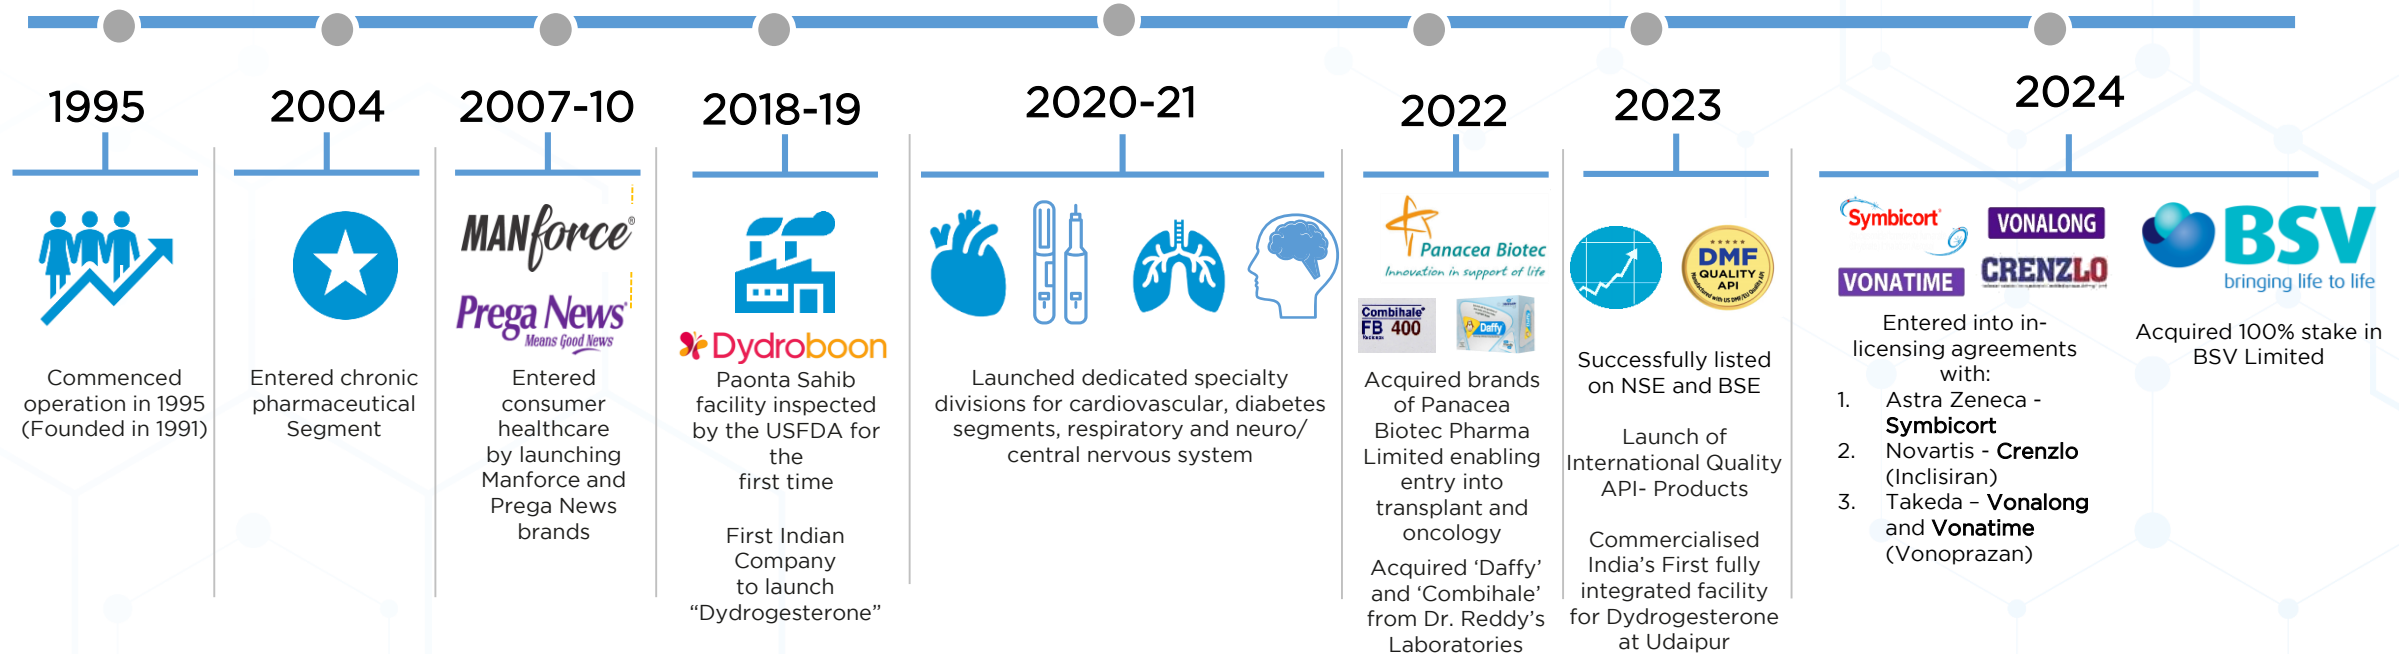 1995
2004
2007-10
2018-19
2020-21
2022
2023
2024
Commenced
operation in 1995
(Founded in 1991)
Entered chronic
pharmaceutical
Segment
MANforce®
Prega News
Means Good News
Entered
consumer
healthcare
by launching
Manforce and
Prega News
brands
Dydroboon
Paonta Sahib
facility inspected
by the USFDA for
the
first time
First Indian
Company
to launch
“Dydrogesterone”
Launched dedicated specialty
divisions for cardiovascular, diabetes
segments, respiratory and neuro/
central nervous system
Panacea Biotec
Innovation in support of life
Combihale
FB 400
Daffy
Acquired brands
of Panacea
Biotec Pharma
Limited enabling
entry into
transplant and
oncology
Acquired ‘Daffy’
and ‘Combihale’
from Dr. Reddy’s
Laboratories
DMF
QUALITY
API
Successfully listed
on NSE and BSE
Launch of
International Quality
API- Products
Commercialised
India’s First fully
integrated facility
for Dydrogesterone
at Udaipur
Symbicort
VONALONG
VONATIME
CRENZLO
Entered into in-
licensing agreements
with:
1. Astra Zeneca -
Symbicort
2. Novartis - Crenzlo
(Inclisiran)
3. Takeda – Vonalong
and Vonatime
(Vonoprazan)
BSV
bringing life to life
Acquired 100% stake in
BSV Limited